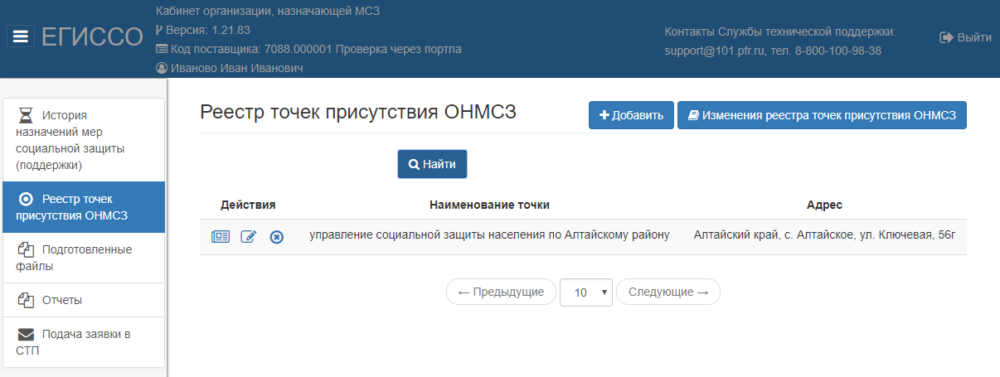 ЕГИССО
Кабинет организации, назначающей МСЗ
Версия: 1.21.83
Код поставщика: 7088.000001 Проверка через портла
Иваново Иван Иванович
Контакты Службы технической поддержки:
support@101.pfr.ru, тел. 8-800-100-98-38
Выйти
История
назначений мер
социальной защиты
(поддержки)
Реестр точек
присутствия ОНМСЗ
Подготовленные
файлы
Отчеты
Подача заявки в
СТП
Реестр точек присутствия ОНМСЗ
Добавить
Изменения реестра точек присутствия ОНМСЗ
Найти
Действия Наименование точки Адрес
управление социальной защиты населения по Алтайскому району Алтайский край, с. Алтайское, ул. Ключевая, 56г
← Предыдущие 10 Следующие →